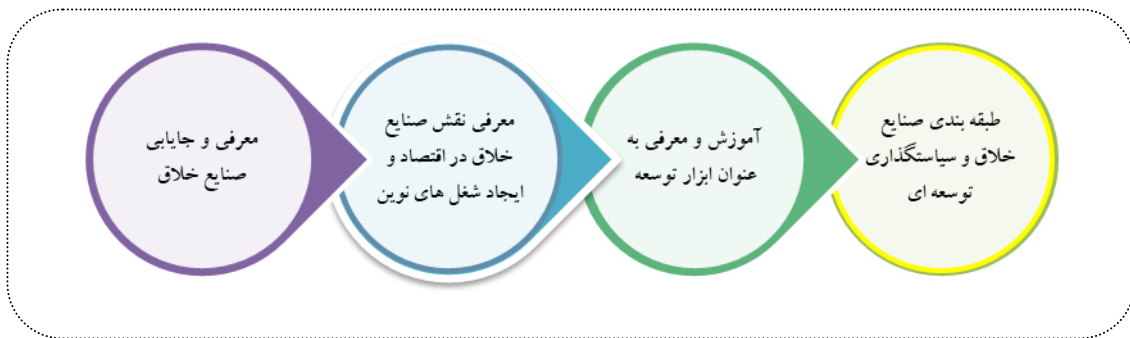 معرفی و جایابی
صنایع خلاق
معرفی نقش صنایع
خلاق در اقتصاد و
ایجاد شغل های نوین
آموزش و معرفی به
عنوان ابزار توسعه
طبقه بندی صنایع
خلاق و سیاستگذاری
توسعه ای